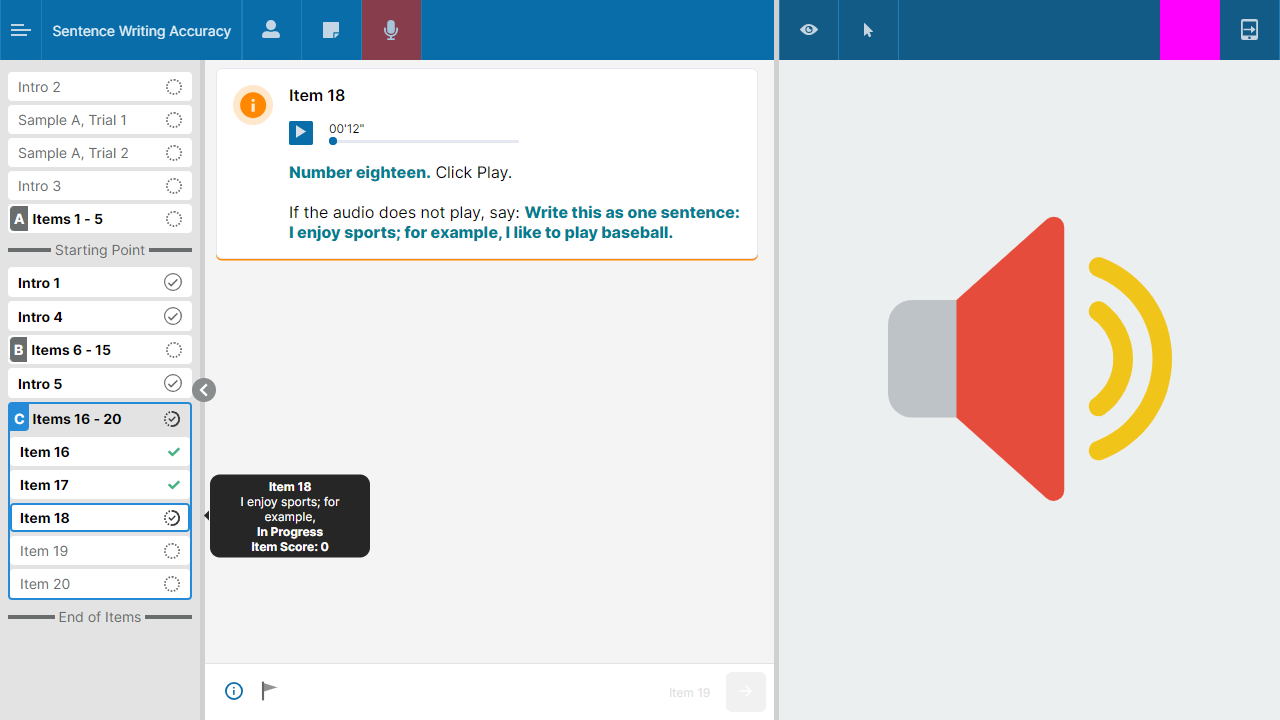 Sentence Writing Accuracy
Intro 2
Sample A, Trial 1
Sample A, Trial 2
Intro 3
A Items 1 - 5
Starting Point
Intro 1
Intro 4
B Items 6 - 15
Intro 5
C Items 16 - 20
Item 16
Item 17
Item 18
Item 19
Item 20
End of Items
Item 18
00'12"
Number eighteen. Click Play.
If the audio does not play, say: Write this as one sentence:
I enjoy sports; for example, I like to play baseball.
Item 18
I enjoy sports; for
example,
In Progress
Item Score: 0
Item 19